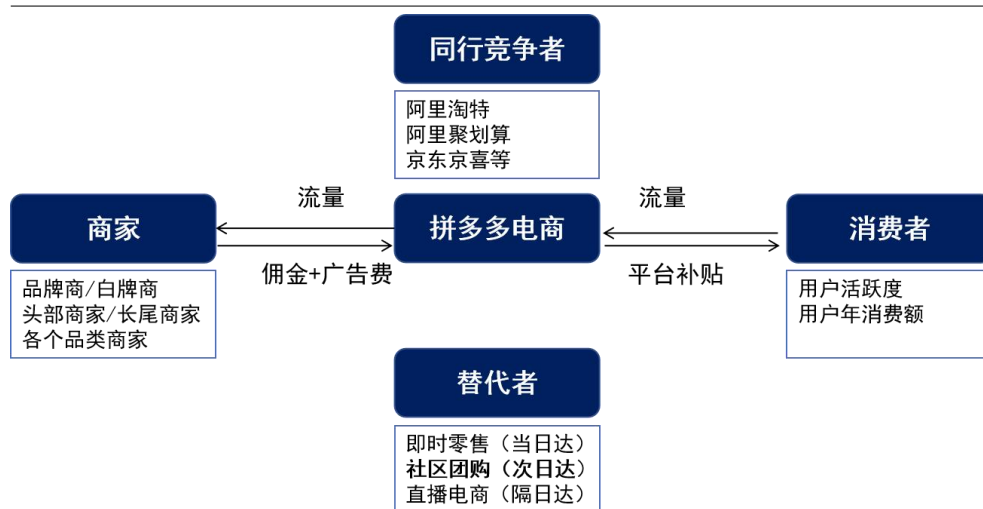 同行竞争者
阿里淘特
阿里聚划算
京东京喜等
商家
流量
佣金+广告费
拼多多电商
流量
平台补贴
消费者
品牌商/白牌商
头部商家/长尾商家
各个品类商家
用户活跃度
用户年消费额
替代者
即时零售（当日达）
社区团购（次日达）
直播电商（隔日达）